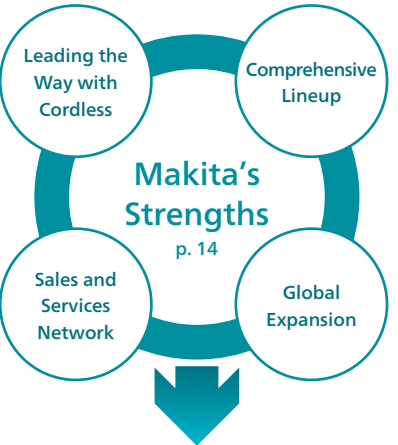 Leading the
Way with
Cordless
Comprehensive
Lineup
Makita’s
Strengths
p. 14
Sales and
Services
Network
Global
Expansion